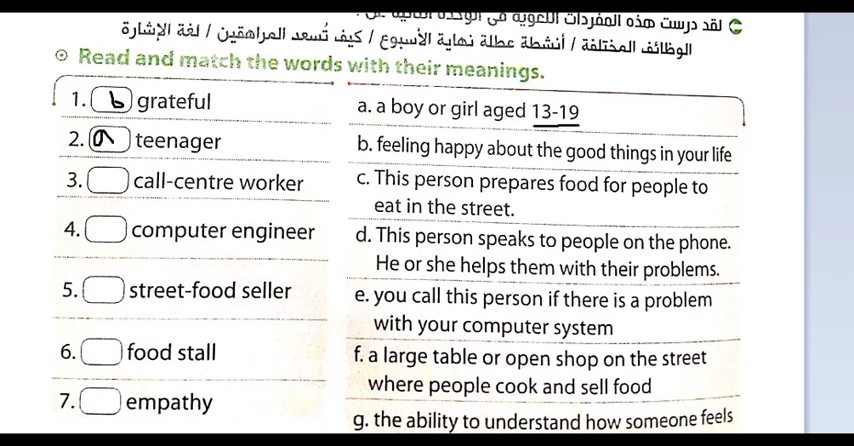 لقد درست هذه المفردات اللغوية فى
الوظائف المختلفة / أنشطة عطلة نهاية الأسبوع / كيف تُسعد المراهقين / لغة الإشارة
Read and match the words with their meanings.
1. b grateful
a. a boy or girl aged 13-19
2. a teenager
b. feeling happy about the good things in your life
3. call-centre worker
c. This person prepares food for people to
eat in the street.
4. computer engineer
d. This person speaks to people on the phone.
He or she helps them with their problems.
5. street-food seller
e. you call this person if there is a problem
with your computer system
6. food stall
f. a large table or open shop on the street
where people cook and sell food
7. empathy
g. the ability to understand how someone feels